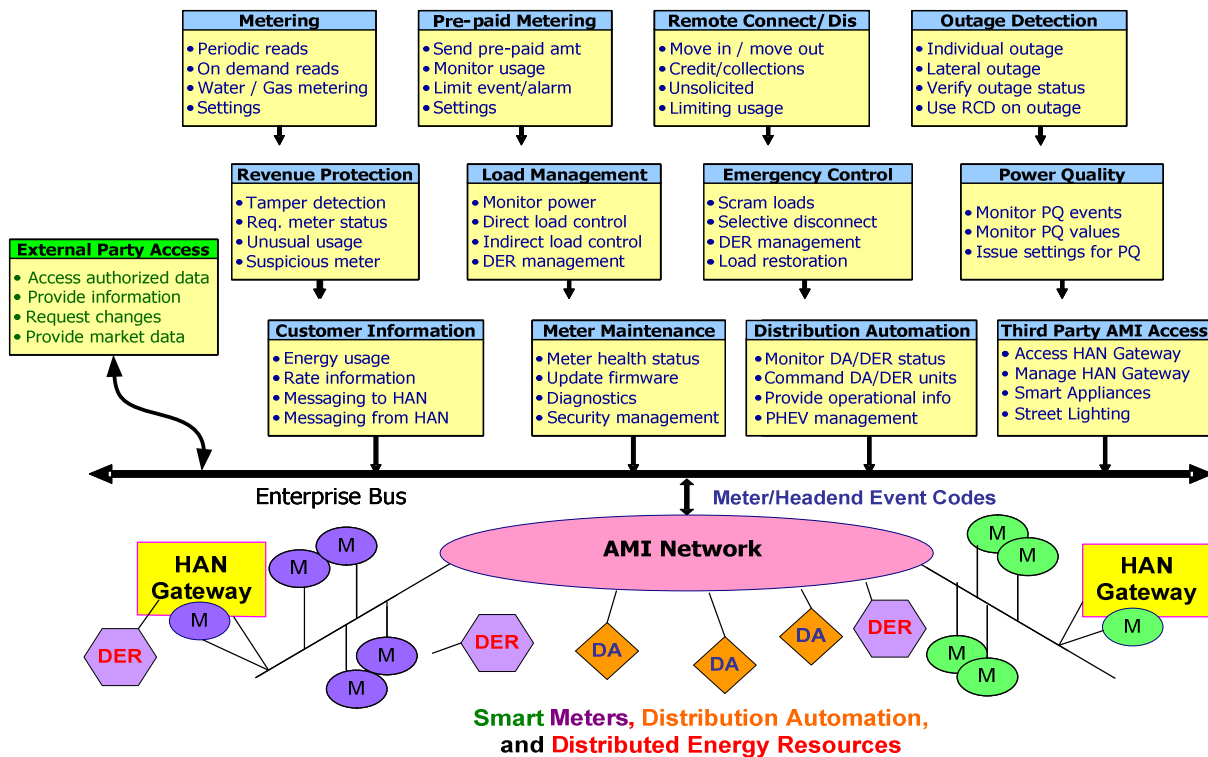 Metering
• Periodic reads
• On demand reads
• Water / Gas metering
• Settings
Pre-paid Metering
• Send pre-paid amt
• Monitor usage
• Limit event/alarm
• Settings
Remote Connect/Dis
• Move in / move out
• Credit/collections
• Unsolicited
• Limiting usage
Outage Detection
• Individual outage
• Lateral outage
• Verify outage status
• Use RCD on outage
Revenue Protection
• Tamper detection
• Req. meter status
• Unusual usage
• Suspicious meter
Load Management
• Monitor power
• Direct load control
• Indirect load control
• DER management
Emergency Control
• Scram loads
• Selective disconnect
• DER management
• Load restoration
Power Quality
• Monitor PQ events
• Monitor PQ values
• Issue settings for PQ
External Party Access
• Access authorized data
• Provide information
• Request changes
• Provide market data
Customer Information
• Energy usage
• Rate information
• Messaging to HAN
• Messaging from HAN
Meter Maintenance
• Meter health status
• Update firmware
• Diagnostics
• Security management
Distribution Automation
• Monitor DA/DER status
• Command DA/DER units
• Provide operational info
• PHEV management
Third Party AMI Access
• Access HAN Gateway
• Manage HAN Gateway
• Smart Appliances
• Street Lighting
Enterprise Bus
Meter/Headend Event Codes
AMI Network
HAN
Gateway
M
DER
M
M
M
M
DER
DA
DA
DA
DER
M
M
M
M
HAN
Gateway
M
Smart Meters, Distribution Automation,
and Distributed Energy Resources